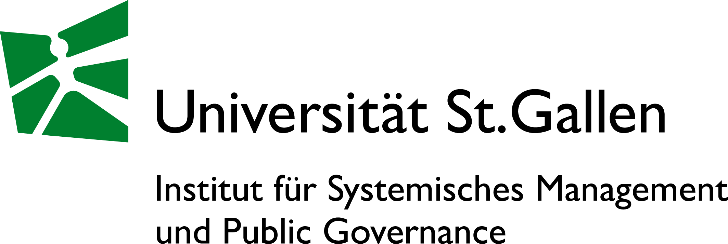 Universität St.Gallen
Institut für Systemisches Management
und Public Governance